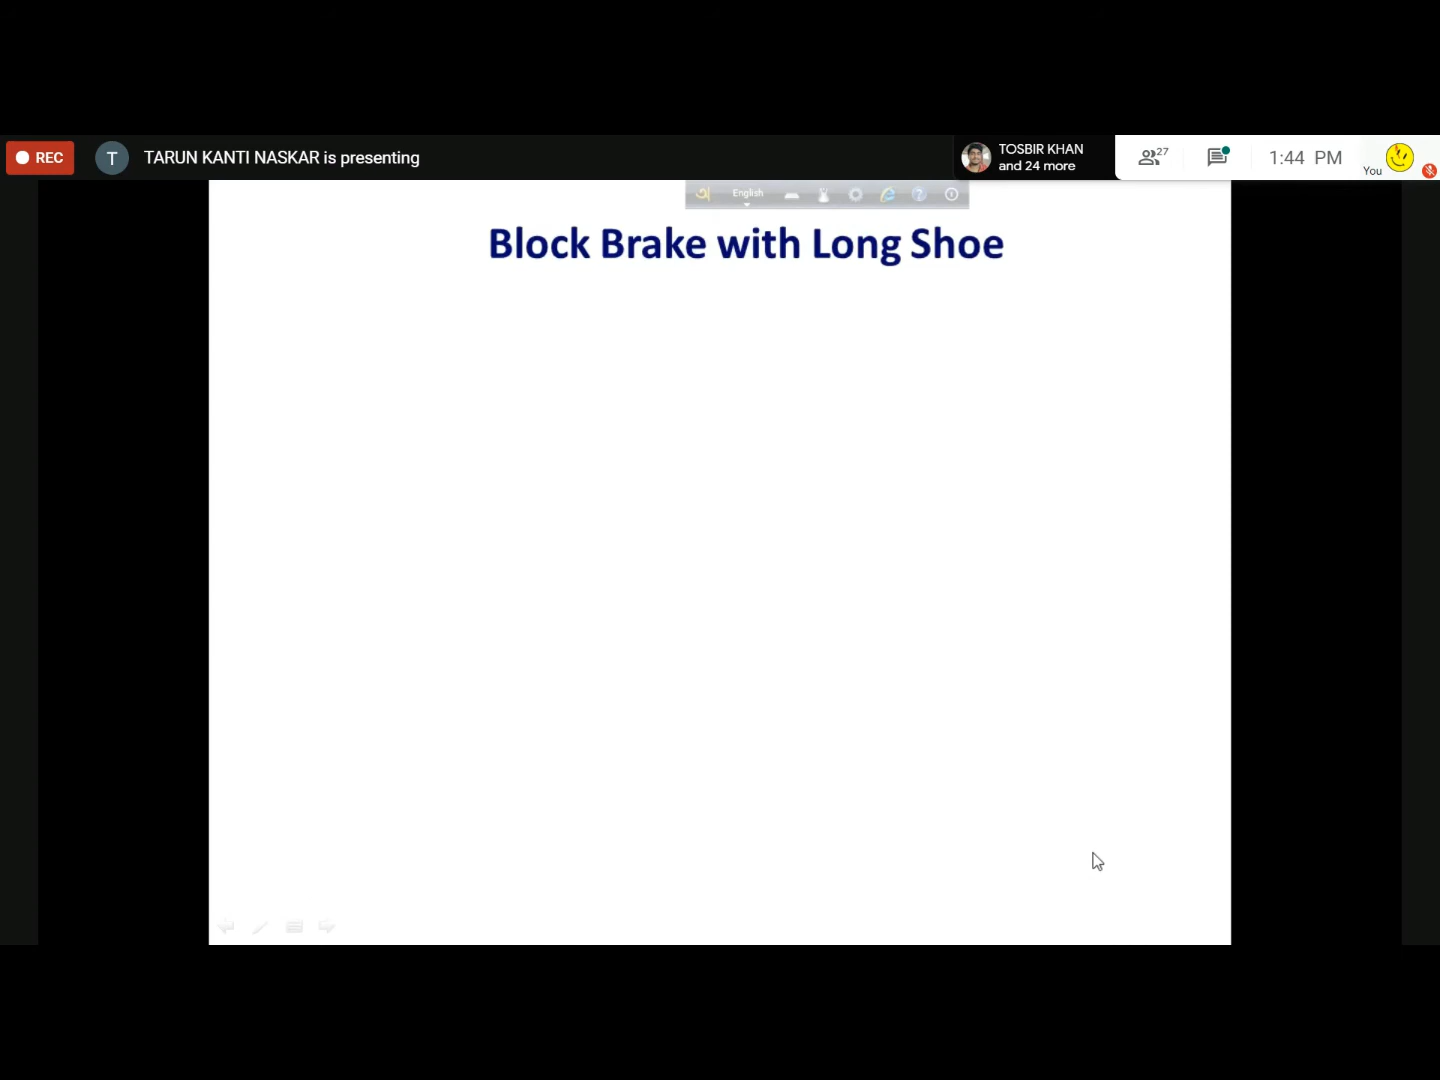 REC
T
TARUN KANTI NASKAR is presenting
TOSBIR KHAN
and 24 more
27
1:44 PM
You
অ
English
Block Brake with Long Shoe